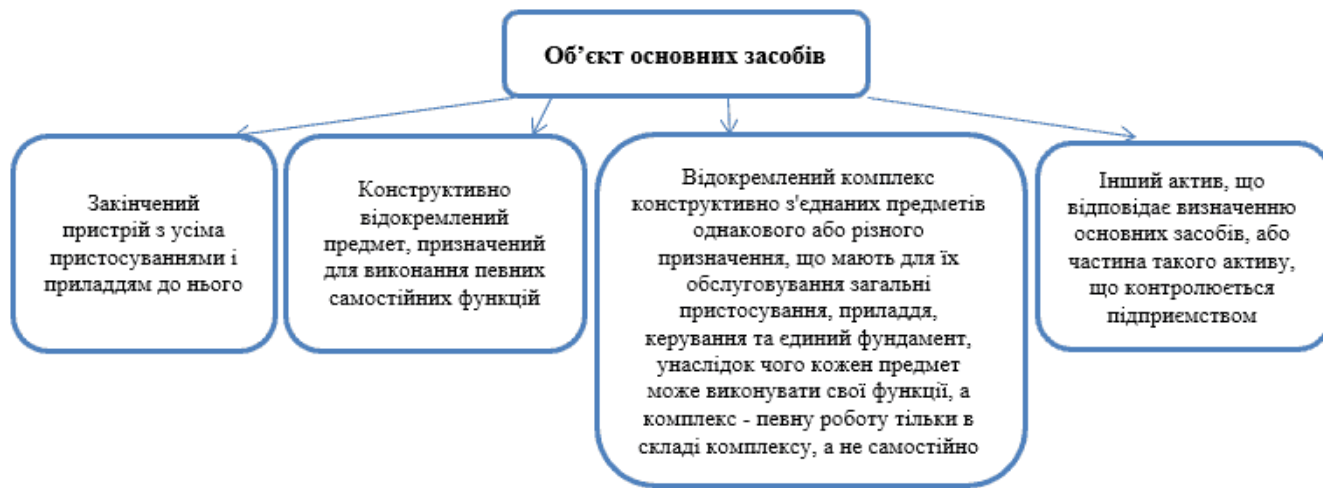 Об’єкт основних засобів
Закінчений
пристрій з усіма
пристосуваннями і
приладдям до нього
Конструктивно
відокремлений
предмет, призначений
для виконання певних
самостійних функцій
Відокремлений комплекс
конструктивно з'єднаних предметів
однакового або різного
призначення, що мають для їх
обслуговування загальні
пристосування, приладдя,
керування та єдиний фундамент,
унаслідок чого кожен предмет
може виконувати свої функції, а
комплекс - певну роботу тільки в
складі комплексу, а не самостійно
Інший актив, що
відповідає визначенню
основних засобів, або
частина такого активу,
що контролюється
підприємством